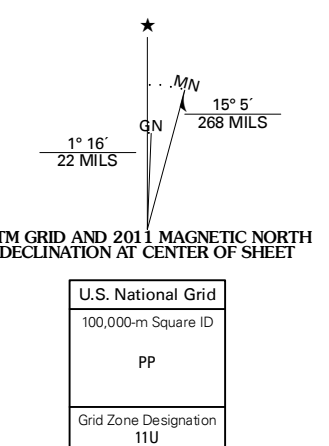 ★
MN
15° 5´
268 MILS
GN
1° 16´
22 MILS
TM GRID AND 2011 MAGNETIC NORTH
DECLINATION AT CENTER OF SHEET
U.S. National Grid
100,000-m Square ID
PP
Grid Zone Designation
11U